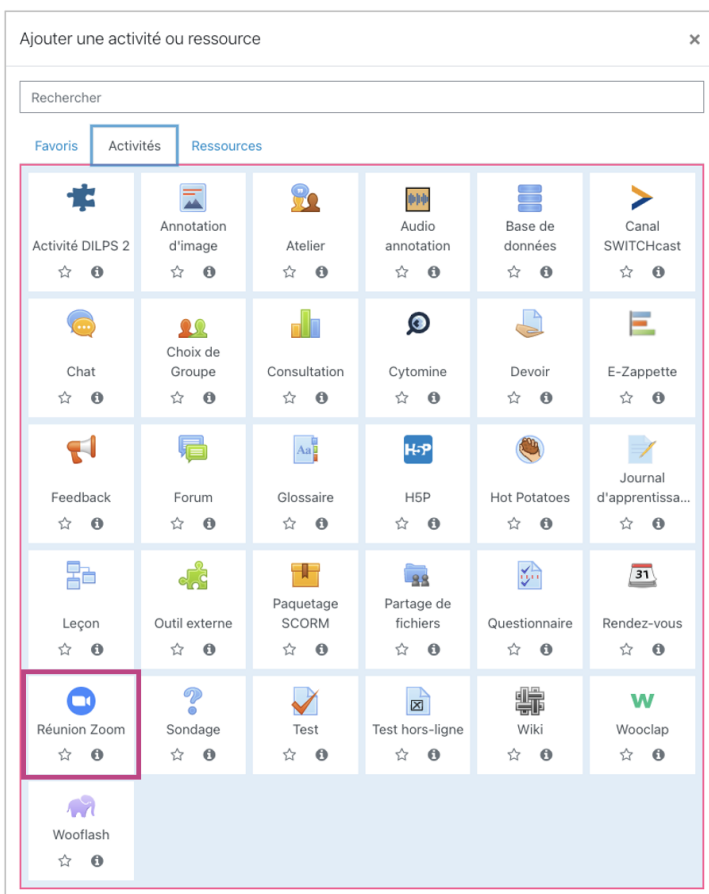 Ajouter une activité ou ressource
×
Rechercher
Favoris Activités Ressources
Activité DILPS 2
Annotation
d'image
Atelier
Audio
annotation
Base de
données
Canal
SWITCHcast
Chat
Choix de
Groupe
Consultation
Cytomine
Devoir
E-Zappette
Feedback
Forum
Aa
Glossaire
H5P
H5P
Hot Potatoes
Journal
d'apprentissa...
Leçon
Outil externe
Paquetage
SCORM
Partage de
fichiers
Questionnaire
31
Rendez-vous
Réunion Zoom
Sondage
Test
Test hors-ligne
Wiki
W
Wooclap
Wooflash